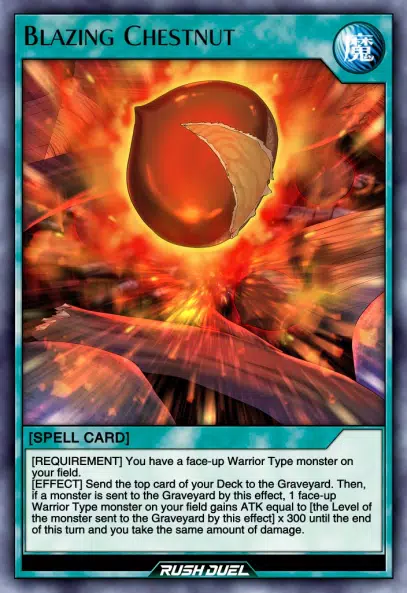 BLAZING CHESTNUT
魔
[SPELL CARD]
[REQUIREMENT] You have a face-up Warrior Type monster on
your field.
[EFFECT] Send the top card of your Deck to the Graveyard. Then,
if a monster is sent to the Graveyard by this effect, 1 face-up
Warrior Type monster on your field gains ATK equal to [the Level of
the monster sent to the Graveyard by this effect] x 300 until the end
of this turn and you take the same amount of damage.
RUSH DUEL